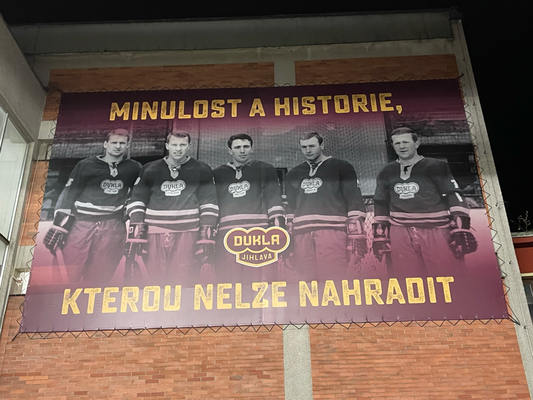 MINULOST A HISTORIE,
DUKLA
DUKLA
DUKLA
DUKLA
DUKLA
DUKLA
JIHLAVA
KTEROU NELZE NAHRADIT